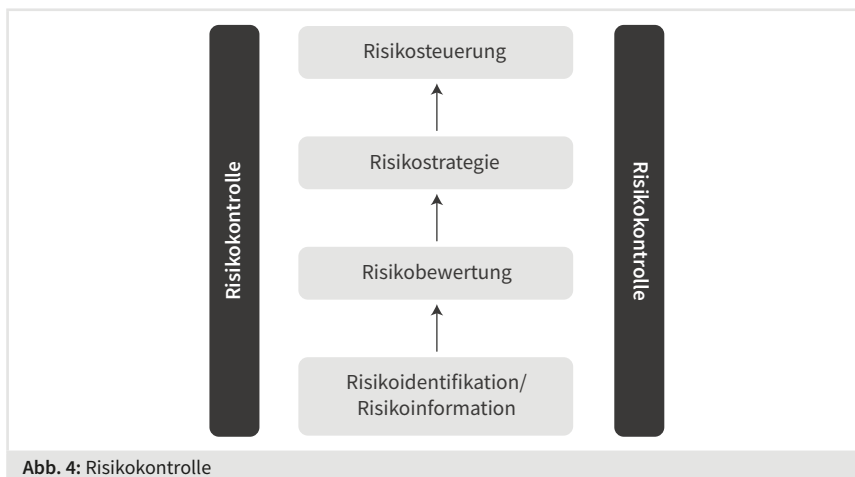 Risikokontrolle
Risikosteuerung
Risikostrategie
Risikobewertung
Risikoidentifikation/
Risikoinformation
Risikokontrolle
Abb. 4: Risikokontrolle